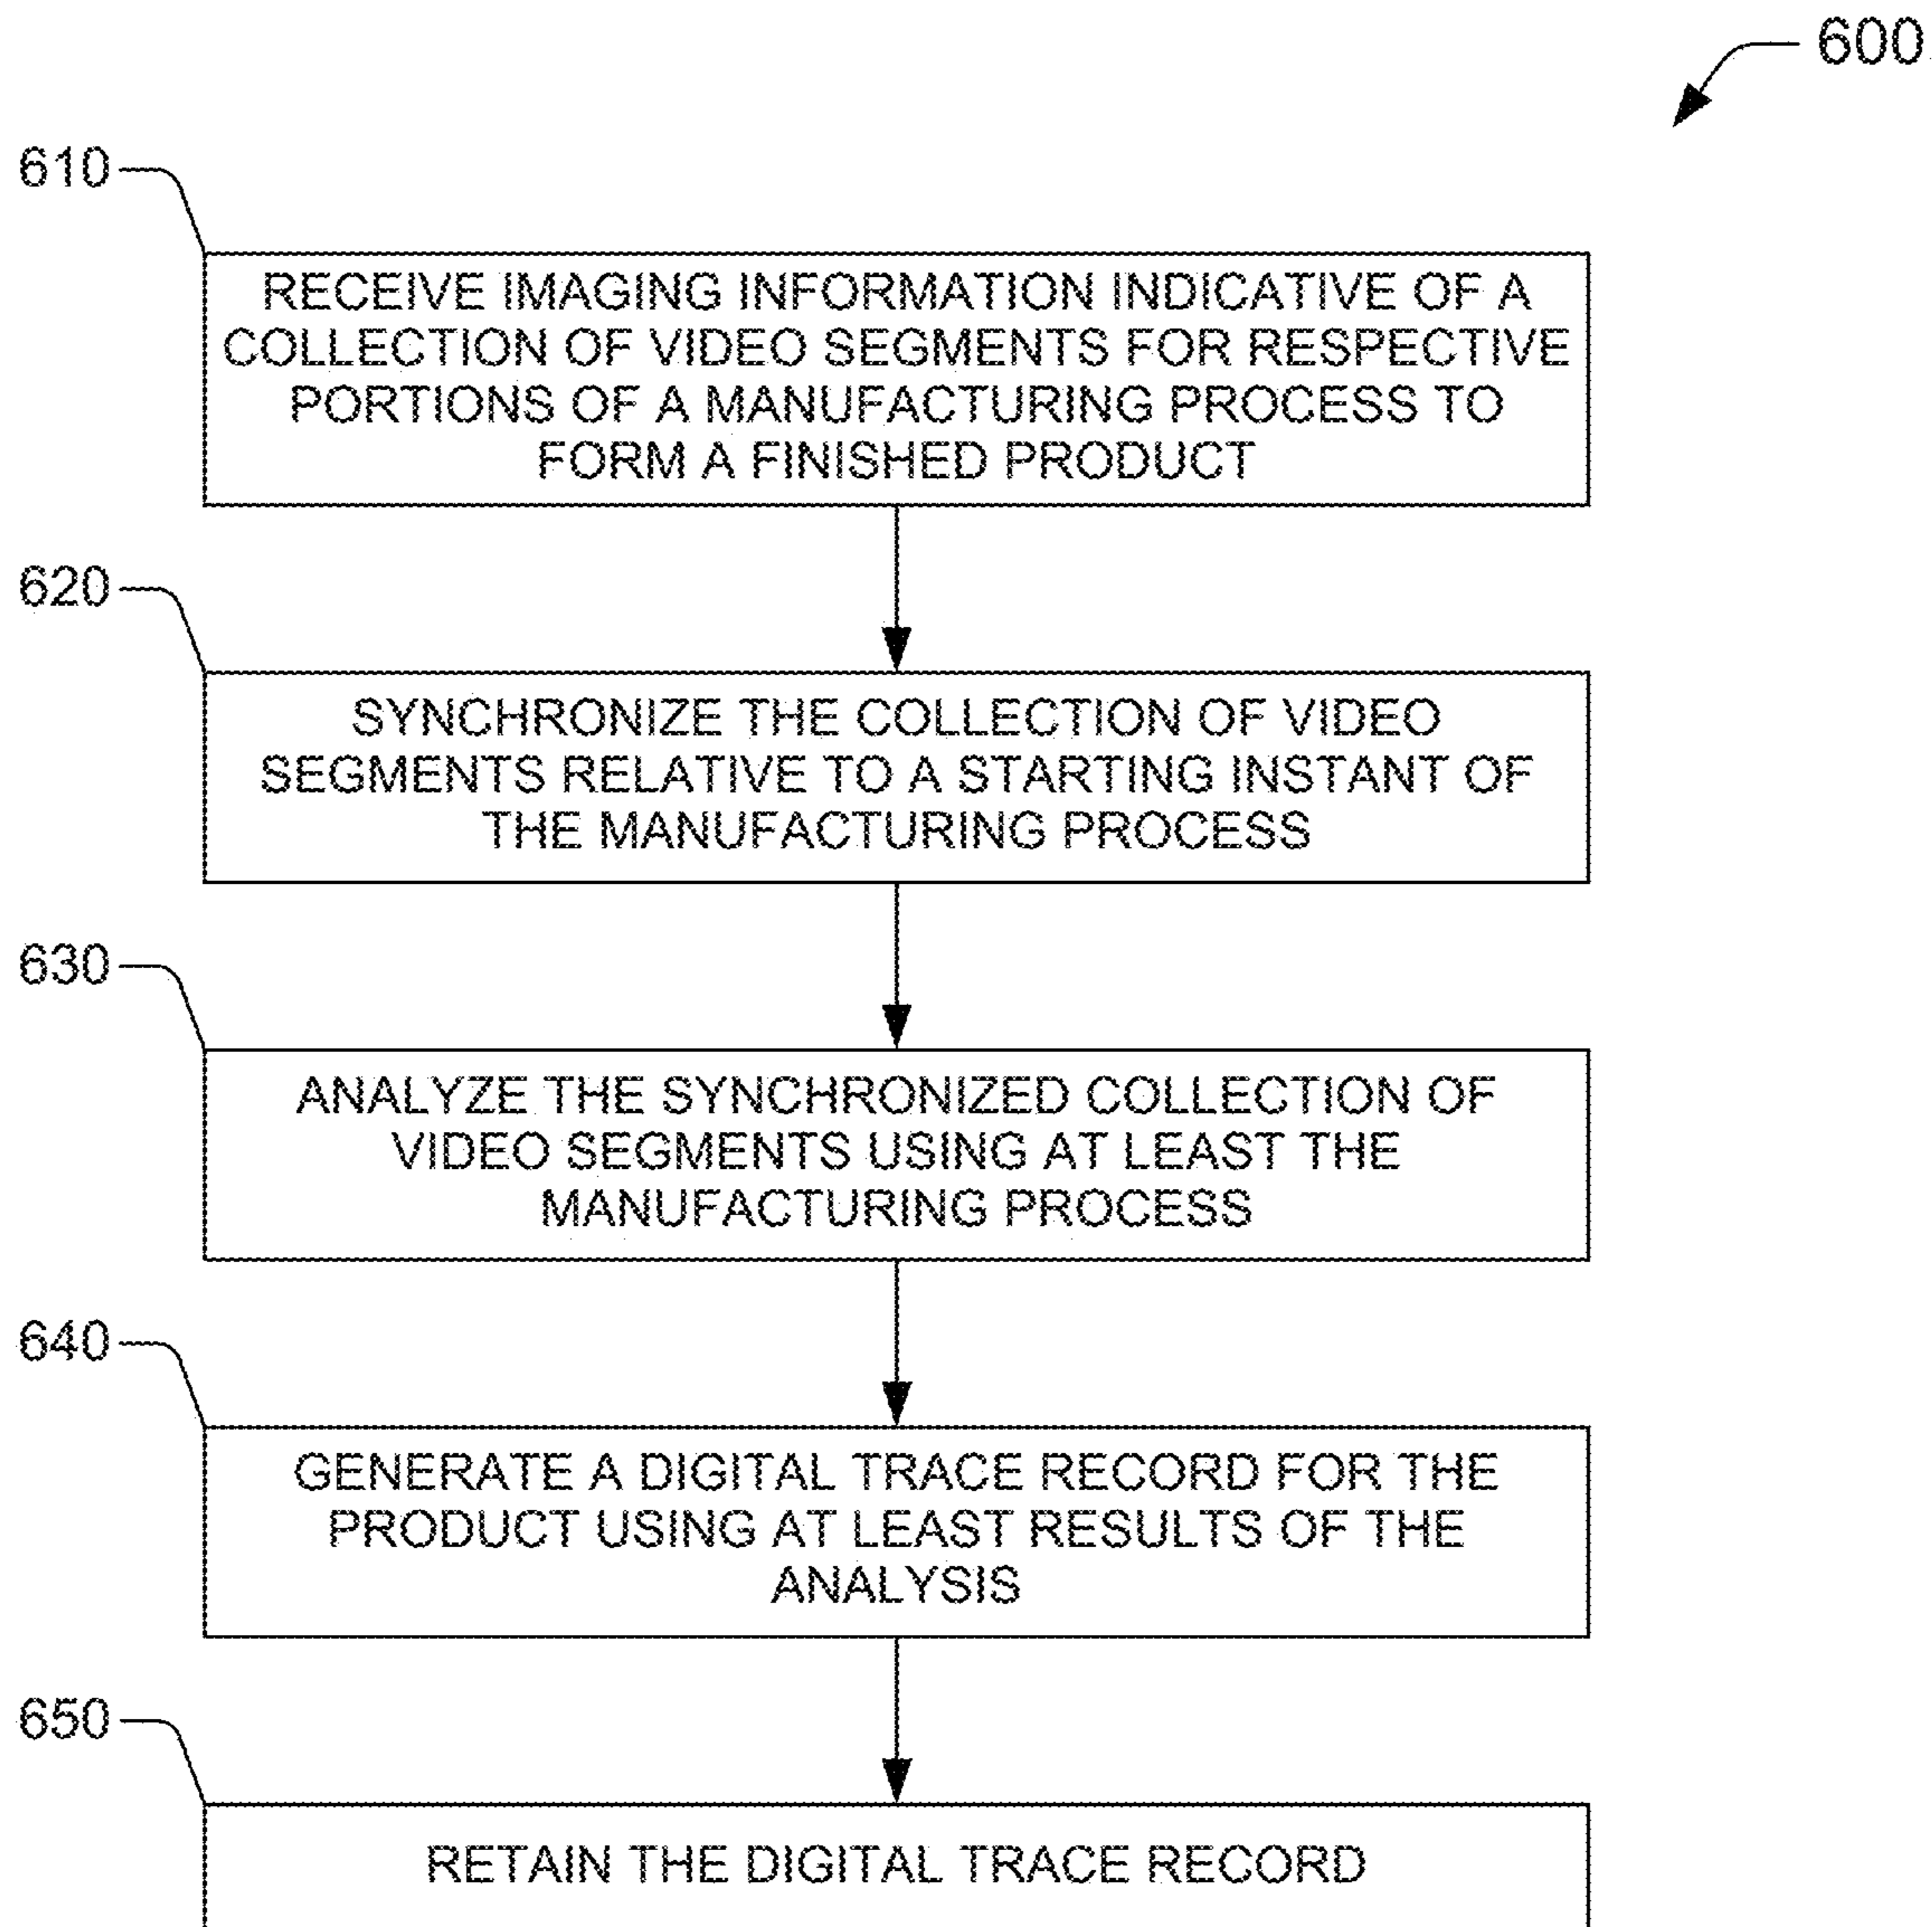 600
610
RECEIVE IMAGING INFORMATION INDICATIVE OF A
COLLECTION OF VIDEO SEGMENTS FOR RESPECTIVE
PORTIONS OF A MANUFACTURING PROCESS TO
FORM A FINISHED PRODUCT
620
SYNCHRONIZE THE COLLECTION OF VIDEO
SEGMENTS RELATIVE TO A STARTING INSTANT OF
THE MANUFACTURING PROCESS
630
ANALYZE THE SYNCHRONIZED COLLECTION OF
VIDEO SEGMENTS USING AT LEAST THE
MANUFACTURING PROCESS
640
GENERATE A DIGITAL TRACE RECORD FOR THE
PRODUCT USING AT LEAST RESULTS OF THE
ANALYSIS
650
RETAIN THE DIGITAL TRACE RECORD